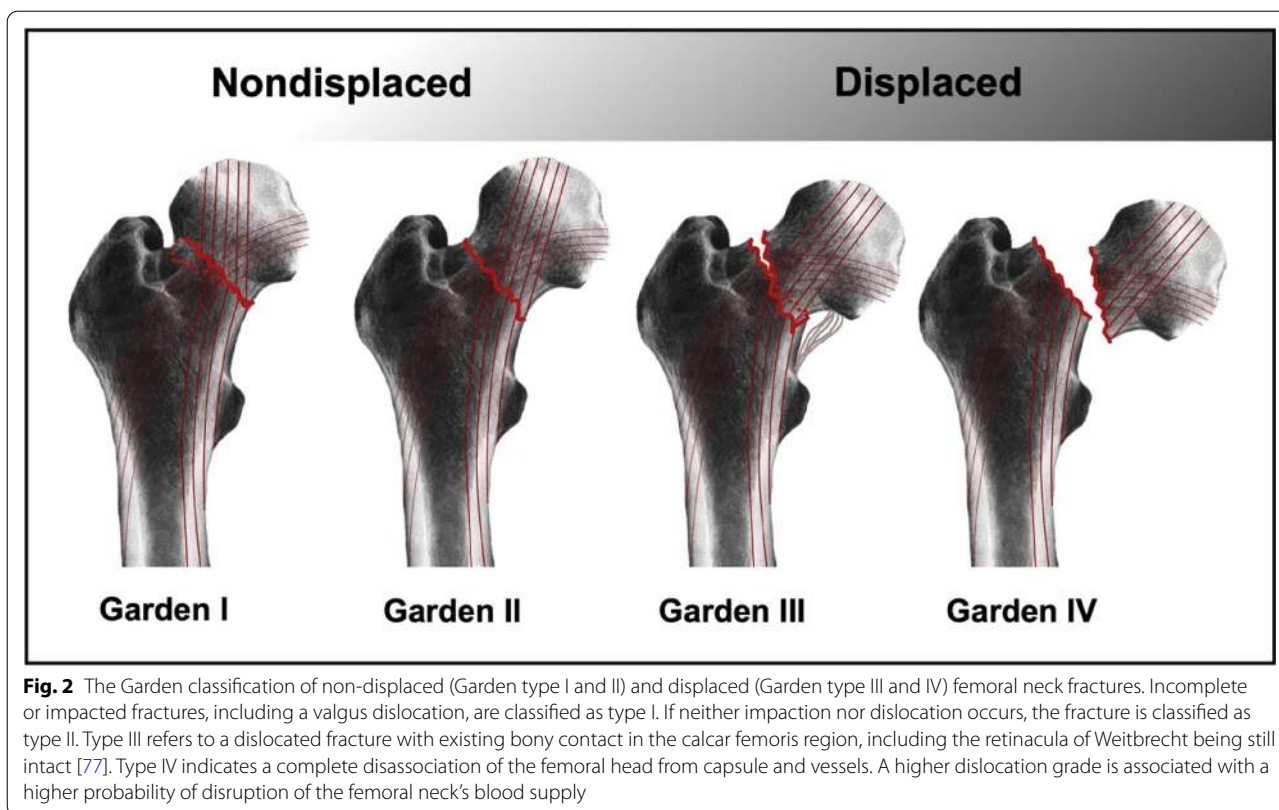 Nondisplaced Displaced
Garden I Garden II Garden III Garden IV
Fig. 2 The Garden classification of non-displaced (Garden type I and II) and displaced (Garden type III and IV) femoral neck fractures. Incomplete
or impacted fractures, including a valgus dislocation, are classified as type I. If neither impaction nor dislocation occurs, the fracture is classified as
type II. Type III refers to a dislocated fracture with existing bony contact in the calcar femoris region, including the retinacula of Weitbrecht being still
intact [77]. Type IV indicates a complete disassociation of the femoral head from capsule and vessels. A higher dislocation grade is associated with a
higher probability of disruption of the femoral neck's blood supply